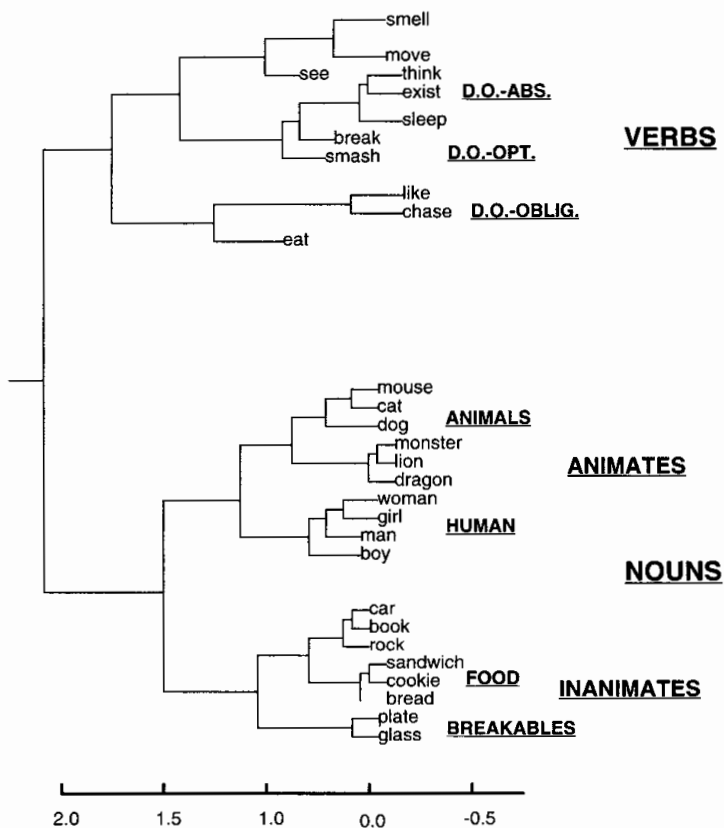 smell
move
see
think
exist
D.O.-ABS.
sleep
VERBS
break
smash
D.O.-OPT.
like
chase
D.O.-OBLIG.
eat
mouse
cat
dog
ANIMALS
monster
lion
ANIMATES
dragon
woman
girl
HUMAN
man
boy
NOUNS
car
book
rock
sandwich
cookie
FOOD
bread
INANIMATES
plate
glass
BREAKABLES
2.0 1.5 1.0 0.0 -0.5